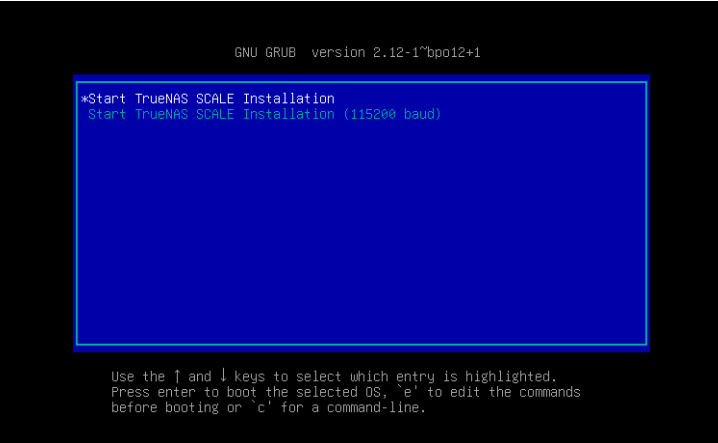 GNU GRUB  version 2.12-1~bpo12+1
*Start TrueNAS SCALE Installation
Start TrueNAS SCALE Installation (115200 baud)
Use the ↑ and ↓ keys to select which entry is highlighted.
Press enter to boot the selected OS, `e' to edit the commands
before booting or `c' for a command-line.